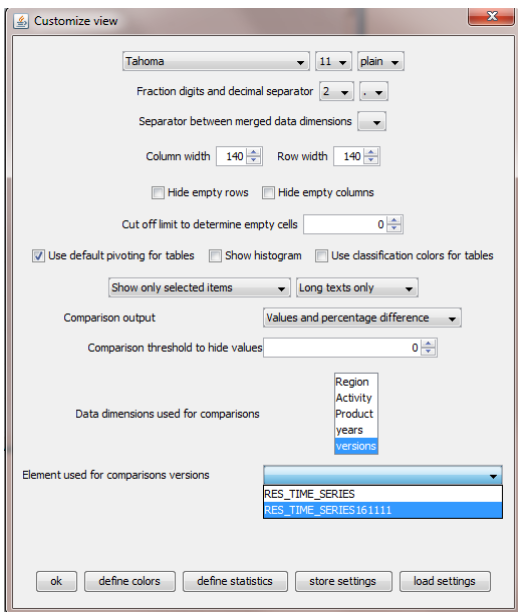 Customize view
Tahoma 11 plain
Fraction digits and decimal separator 2 .
Separator between merged data dimensions
Column width 140 Row width 140
Hide empty rows Hide empty columns
Cut off limit to determine empty cells 0
Use default pivoting for tables Show histogram Use classification colors for tables
Show only selected items Long texts only
Comparison output Values and percentage difference
Comparison threshold to hide values 0
Region
Activity
Data dimensions used for comparisons Product
years
versions
Element used for comparisons versions
RES_TIME_SERIES
RES_TIME_SERIES161111
ok define colors define statistics store settings load settings